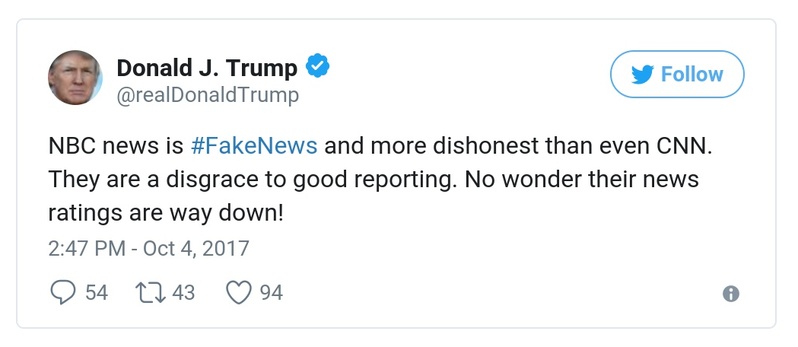 Donald J. Trump
@realDonaldTrump
Follow
NBC news is #FakeNews and more dishonest than even CNN.
They are a disgrace to good reporting. No wonder their news
ratings are way down!
2:47 PM - Oct 4, 2017
54 43 94